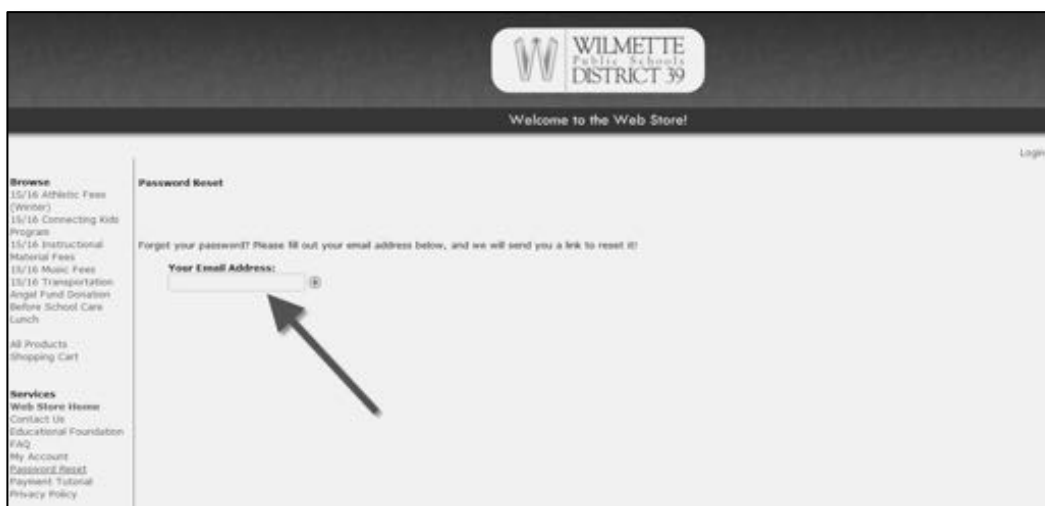 WILMETTE
Public Schools
DISTRICT 39
Welcome to the Web Store!
Login
Browse
15/16 Athletic Fees
(Winter)
15/16 Connecting Kids
Program
15/16 Instructional
Material Fees
15/16 Music Fees
15/16 Transportation
Angel Fund Donation
Before School Care
Lunch
All Products
Shopping Cart
Services
Web Store Home
Contact Us
Educational Foundation
FAQ
My Account
Password Reset
Payment Tutorial
Privacy Policy
Password Reset
Forget your password? Please fill out your email address below, and we will send you a link to reset it!
Your Email Address: